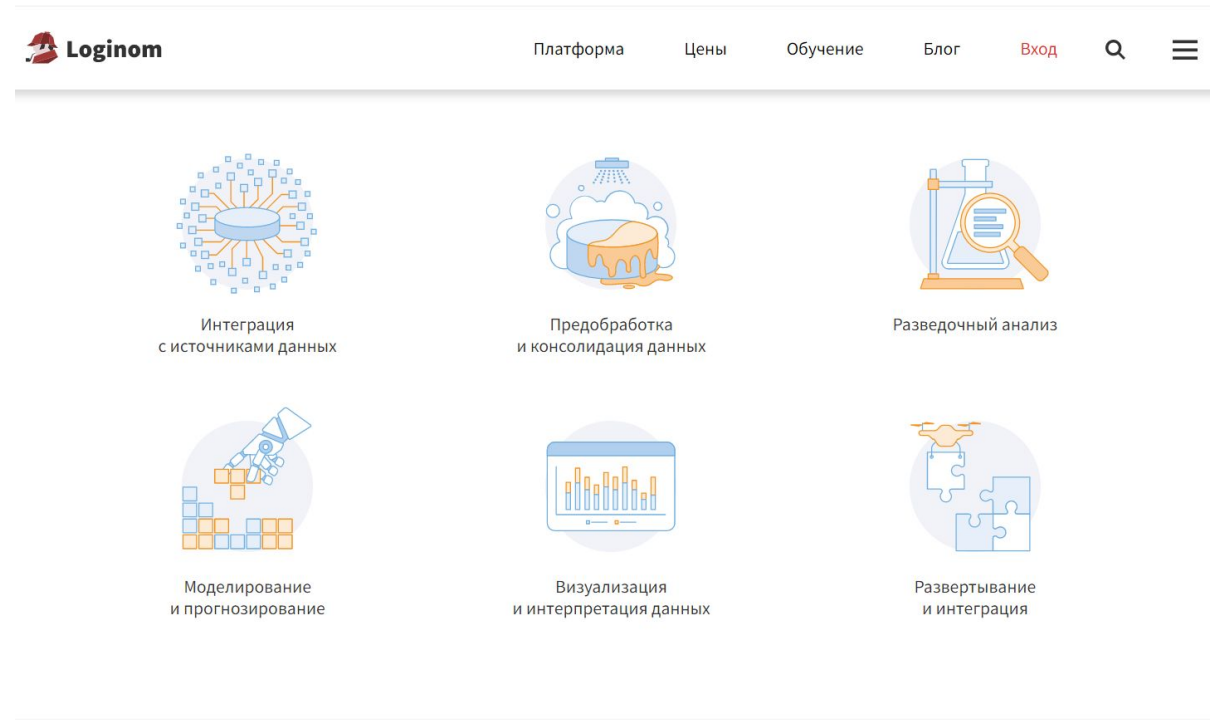 Loginom
Платформа
Цены
Обучение
Блог
Вход
Интеграция
с источниками данных
Предобработка
и консолидация данных
Разведочный анализ
Моделирование
и прогнозирование
Визуализация
и интерпретация данных
Развертывание
и интеграция